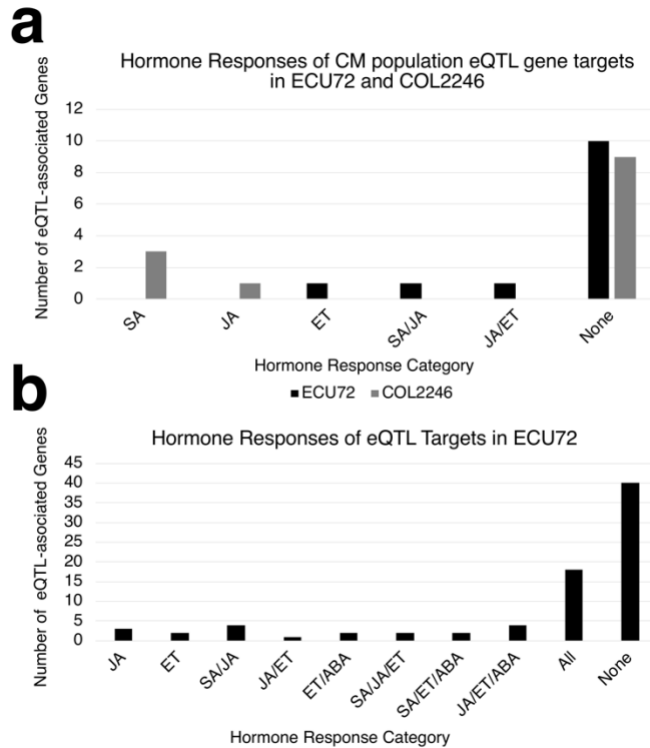 a
Hormone Responses of CM population eQTL gene targets
in ECU72 and COL2246
Number of eQTL-associated Genes
12
10
8
6
4
2
0
SA
JA
ET
SA/JA
JA/ET
None
Hormone Response Category
ECU72 COL2246
b
Hormone Responses of eQTL Targets in ECU72
Number of eQTL-asociated Genes
45
40
35
30
25
20
15
10
5
0
JA
ET
SA/JA
JA/ET
ET/ABA
SA/JA/ET
SA/ET/ABA
JA/ET/ABA
All
None
Hormone Response Category